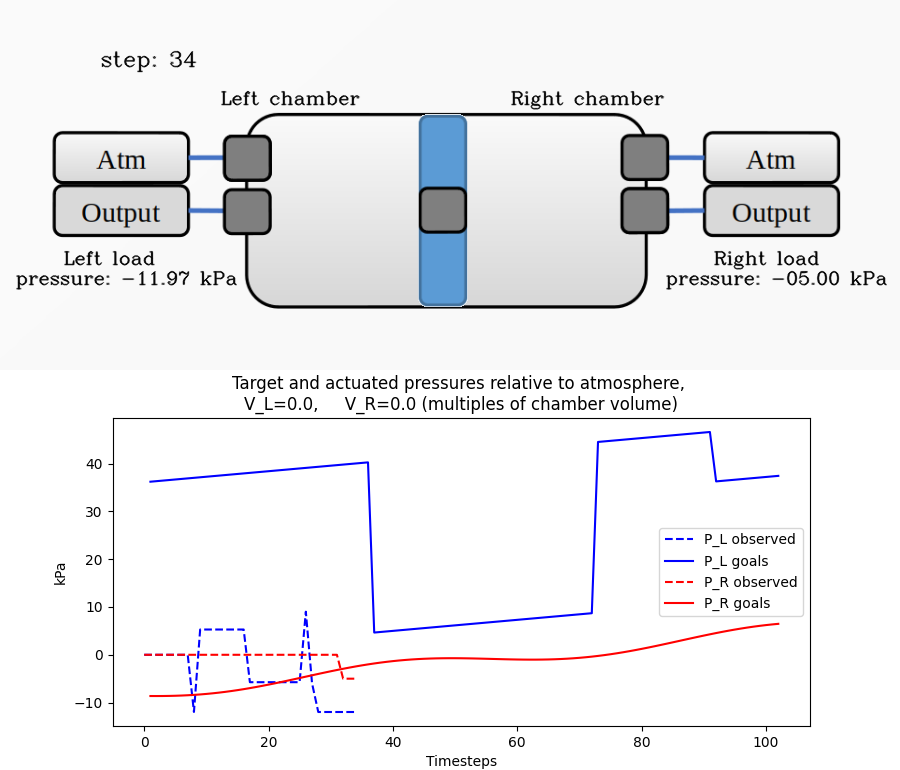 step: 34
Left chamber
Right chamber
Atm
Atm
Output
Output
Left load
pressure: -11.97 kPa
Right load
pressure: -05.00 kPa
Target and actuated pressures relative to atmosphere,
V_L=0.0,     V_R=0.0 (multiples of chamber volume)
40
30
20
10
0
−10
kPa
P_L observed
P_L goals
P_R observed
P_R goals
0 20 40 60 80 100
Timesteps